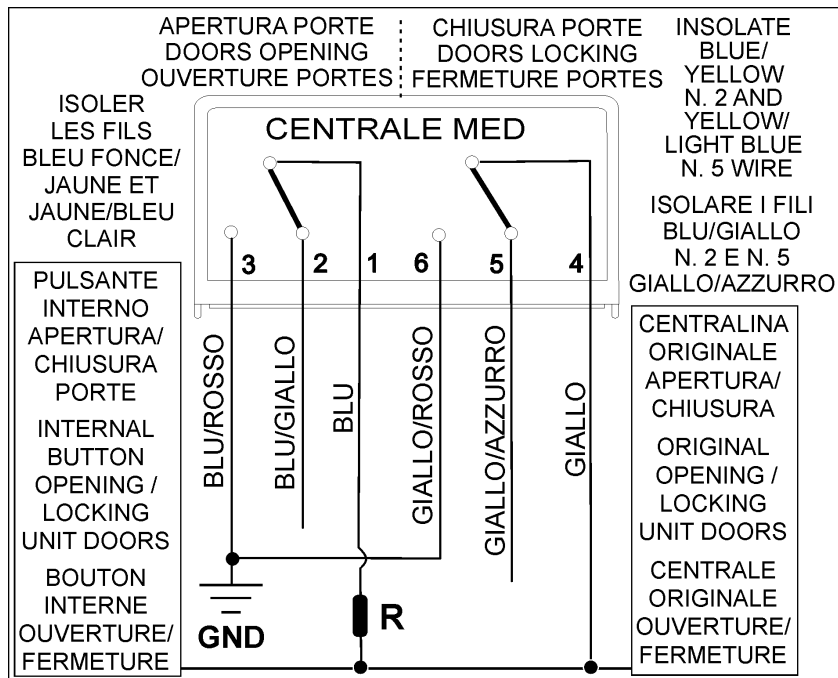 APERTURA PORTE
DOORS OPENING
OUVERTURE PORTES
CHIUSURA PORTE
DOORS LOCKING
FERMETURE PORTES
INSOLATE
BLUE/
YELLOW
N. 2 AND
YELLOW/
LIGHT BLUE
N. 5 WIRE
ISOLER
LES FILS
BLEU FONCE/
JAUNE ET
JAUNE/BLEU
CLAIR
CENTRALE MED
ISOLARE I FILI
BLU/GIALLO
N. 2 E N. 5
GIALLO/AZZURRO
3 2 1 6 5 4
PULSANTE
INTERNO
APERTURA/
CHIUSURA
PORTE
INTERNAL
BUTTON
OPENING /
LOCKING
UNIT DOORS
BOUTON
INTERNE
OUVERTURE/
FERMETURE
BLU/ROSSO
BLU/GIALLO
BLU
GIALLO/ROSSO
GIALLO/AZZURRO
GIALLO
GND
R
CENTRALINA
ORIGINALE
APERTURA/
CHIUSURA
ORIGINAL
OPENING /
LOCKING
UNIT DOORS
CENTRALE
ORIGINALE
OUVERTURE/
FERMETURE